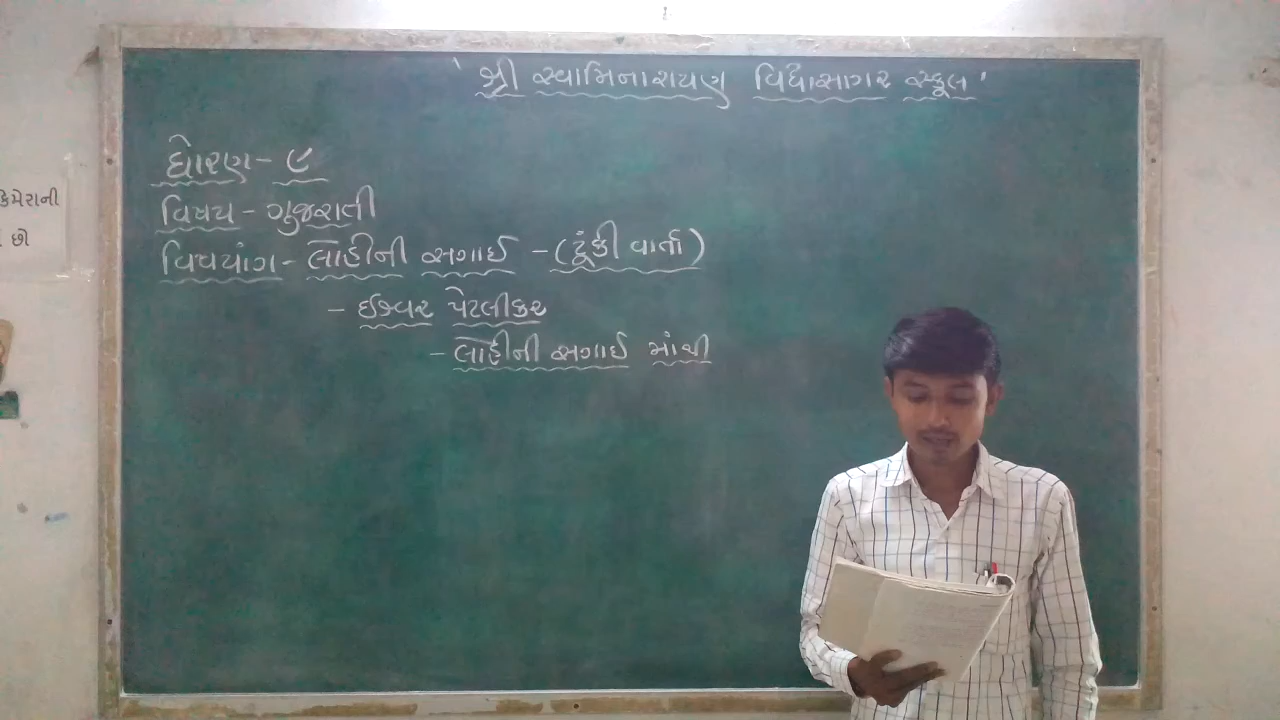 ' શ્રી સ્વામિનારાયણ વિદ્યાસાગર સ્કૂલ '
ધોરણ - ૯
વિષય - ગુજરાતી
વિષયાંગ - લોહીની સગાઈ - (ટૂંકી વાર્તા)
- ઈશ્વર પેટલીકર
- લોહીની સગાઈ માંથી
કેમેરાની
છો